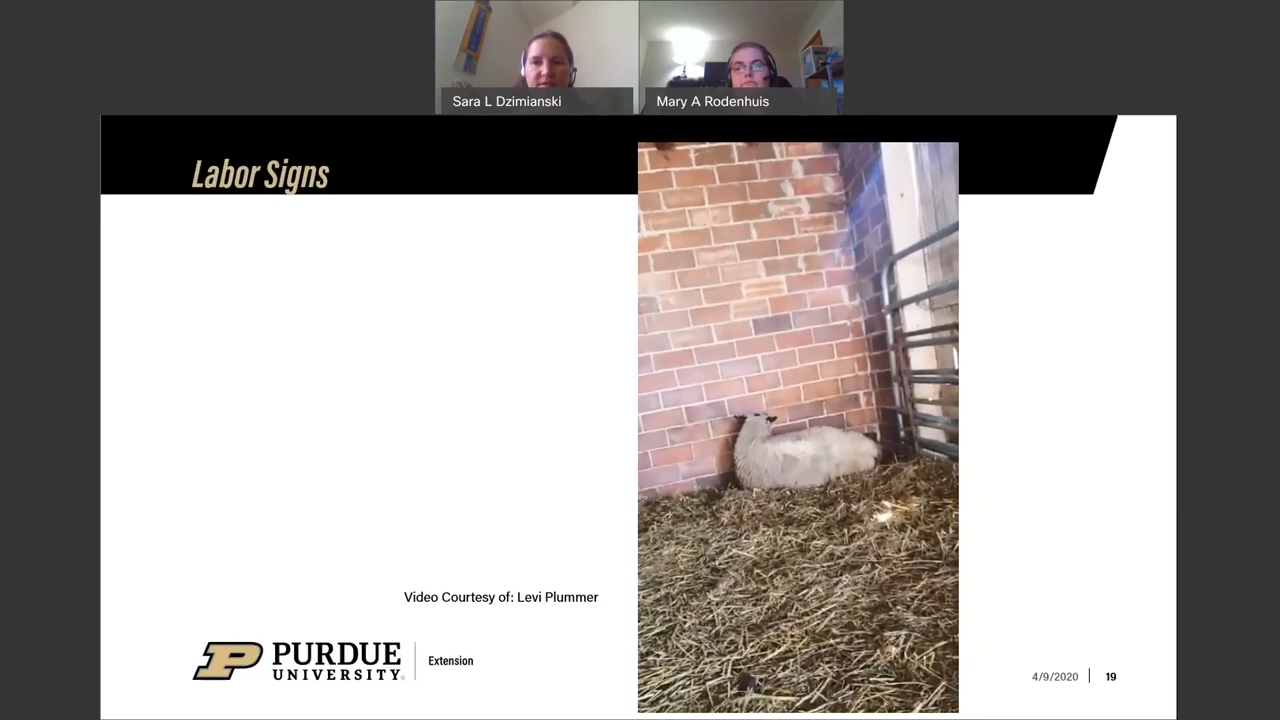 Sara L Dzimianski
Mary A Rodenhuis
Labor Signs
Video Courtesy of: Levi Plummer
PURDUE
UNIVERSITY®
Extension
4/9/2020
19